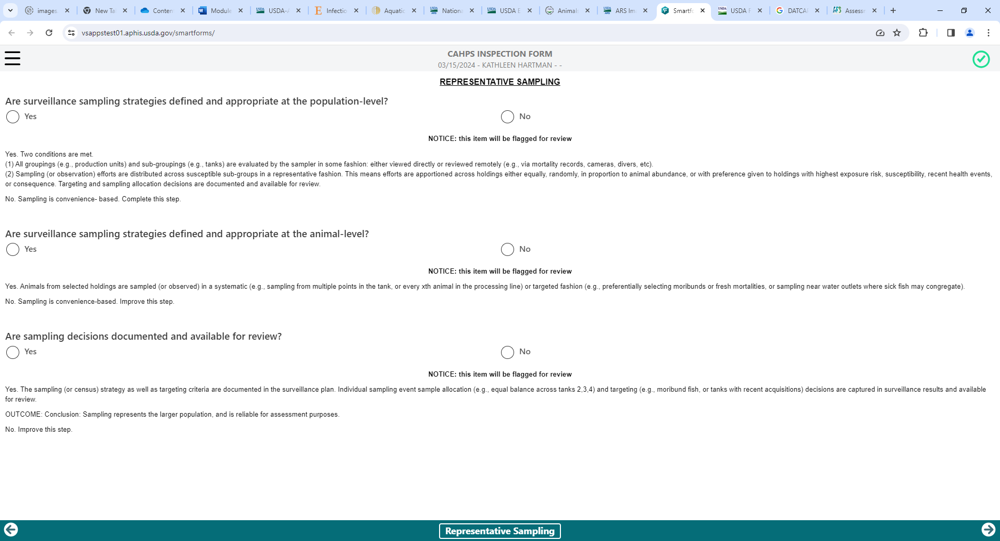 images
New Ta
Conten
Module
USDA-A
Infectio
Aquatic
Nationa
USDA E
Animals
ARS Im
Smartfo
USDA F
DATCA
Assess
vsappstest01.aphis.usda.gov/smartforms/
CAHPS INSPECTION FORM
03/15/2024 - KATHLEEN HARTMAN - -
REPRESENTATIVE SAMPLING
Are surveillance sampling strategies defined and appropriate at the population-level?
Yes
No
NOTICE: this item will be flagged for review
Yes. Two conditions are met.
(1) All groupings (e.g., production units) and sub-groupings (e.g., tanks) are evaluated by the sampler in some fashion: either viewed directly or reviewed remotely (e.g., via mortality records, cameras, divers, etc).
(2) Sampling (or observation) efforts are distributed across susceptible sub-groups in a representative fashion. This means efforts are apportioned across holdings either equally, randomly, in proportion to animal abundance, or with preference given to holdings with highest exposure risk, susceptibility, recent health events,
or consequence. Targeting and sampling allocation decisions are documented and available for review.
No. Sampling is convenience- based. Complete this step.
Are surveillance sampling strategies defined and appropriate at the animal-level?
Yes
No
NOTICE: this item will be flagged for review
Yes. Animals from selected holdings are sampled (or observed) in a systematic (e.g., sampling from multiple points in the tank, or every xth animal in the processing line) or targeted fashion (e.g., preferentially selecting moribunds or fresh mortalities, or sampling near water outlets where sick fish may congregate).
No. Sampling is convenience-based. Improve this step.
Are sampling decisions documented and available for review?
Yes
No
NOTICE: this item will be flagged for review
Yes. The sampling (or census) strategy as well as targeting criteria are documented in the surveillance plan. Individual sampling event sample allocation (e.g., equal balance across tanks 2,3,4) and targeting (e.g., moribund fish, or tanks with recent acquisitions) decisions are captured in surveillance results and available
for review.
OUTCOME: Conclusion: Sampling represents the larger population, and is reliable for assessment purposes.
No. Improve this step.
Representative Sampling